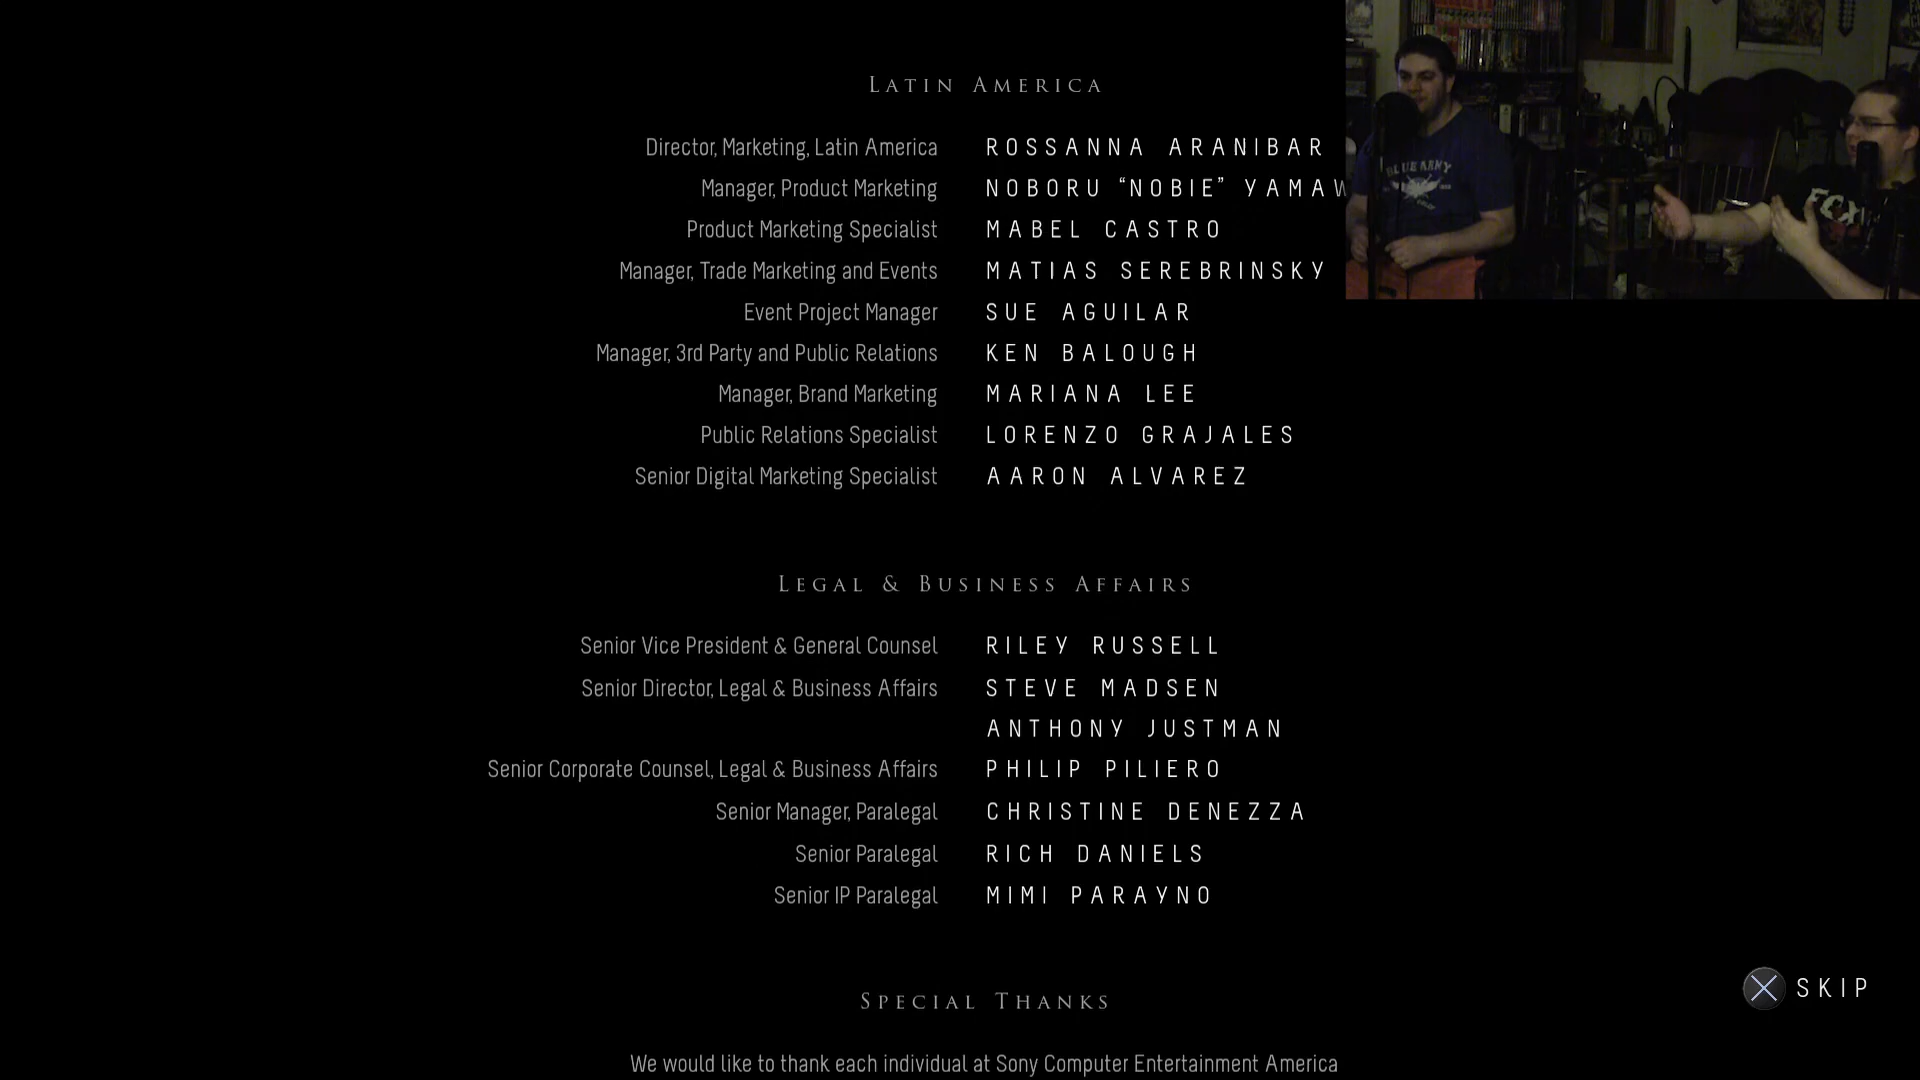 LATIN AMERICA
Director, Marketing, Latin America ROSSANNA ARANIBAR
Manager, Product Marketing NOBORU “NOBIE”
Product Marketing Specialist MABEL CASTRO
Manager, Trade Marketing and Events MATIAS SEREBRINSKY
Event Project Manager SUE AGUILAR
Manager, 3rd Party and Public Relations KEN BALOUGH
Manager, Brand Marketing MARIANA LEE
Public Relations Specialist LORENZO GRAJALES
Senior Digital Marketing Specialist AARON ALVAREZ
LEGAL & BUSINESS AFFAIRS
Senior Vice President & General Counsel RILEY RUSSELL
Senior Director, Legal & Business Affairs STEVE MADSEN
ANTHONY JUSTMAN
Senior Corporate Counsel, Legal & Business Affairs PHILIP PILIERO
Senior Manager, Paralegal CHRISTINE DENEZZA
Senior Paralegal RICH DANIELS
Senior IP Paralegal MIMI PARAYNO
SPECIAL THANKS
We would like to thank each individual at Sony Computer Entertainment America
SKIP
BLUE ARMY